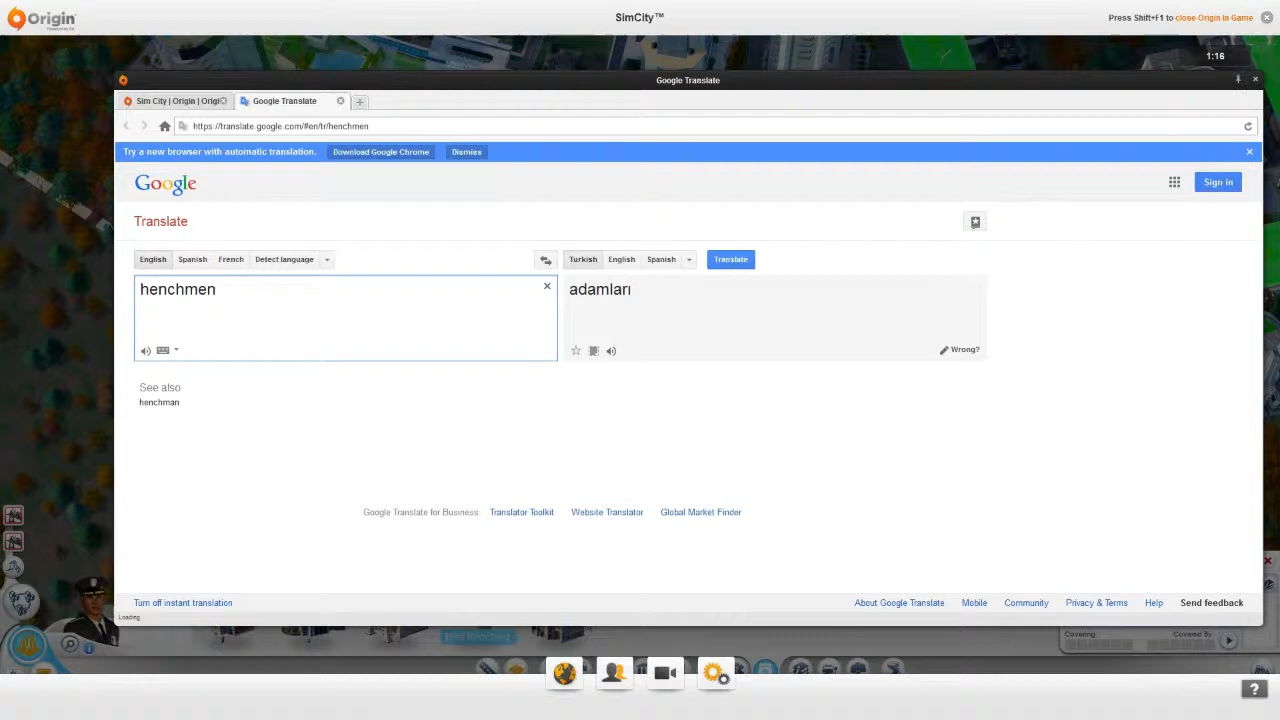 Origin
SimCity™
Press Shift+F1 to close Origin In Game
1:16
Google Translate
Sim City | Origin | Origi
Google Translate
https://translate.google.com/#en/tr/henchmen
Try a new browser with automatic translation.
Download Google Chrome
Dismiss
Google
Sign in
Translate
English
Spanish
French
Detect language
Turkish
English
Spanish
Translate
henchmen
adamları
Wrong?
See also
henchman
Google Translate for Business:
Translator Toolkit
Website Translator
Global Market Finder
Turn off instant translation
About Google Translate
Mobile
Community
Privacy & Terms
Help
Send feedback
Loading
Covering
Covered By
?